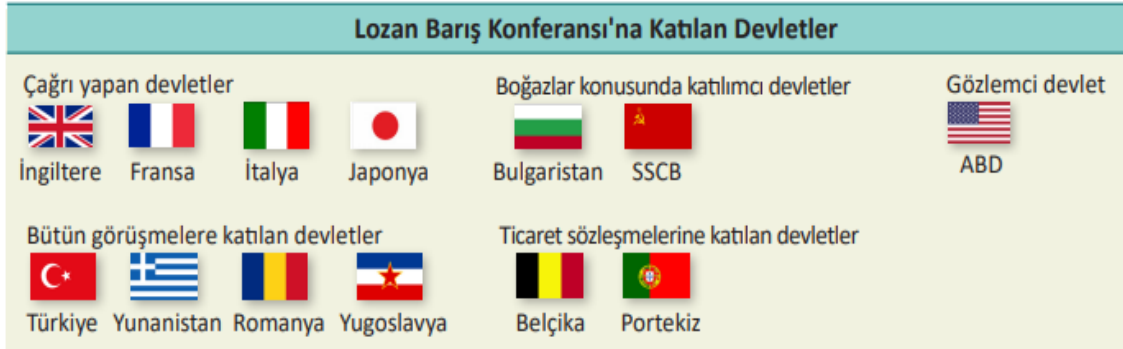 Lozan Barış Konferansı'na Katılan Devletler
Çağrı yapan devletler
İngiltere Fransa İtalya Japonya
Boğazlar konusunda katılımcı devletler
Bulgaristan SSCB
Gözlemci devlet
ABD
Bütün görüşmelere katılan devletler
Türkiye Yunanistan Romanya Yugoslavya
Ticaret sözleşmelerine katılan devletler
Belçika Portekiz